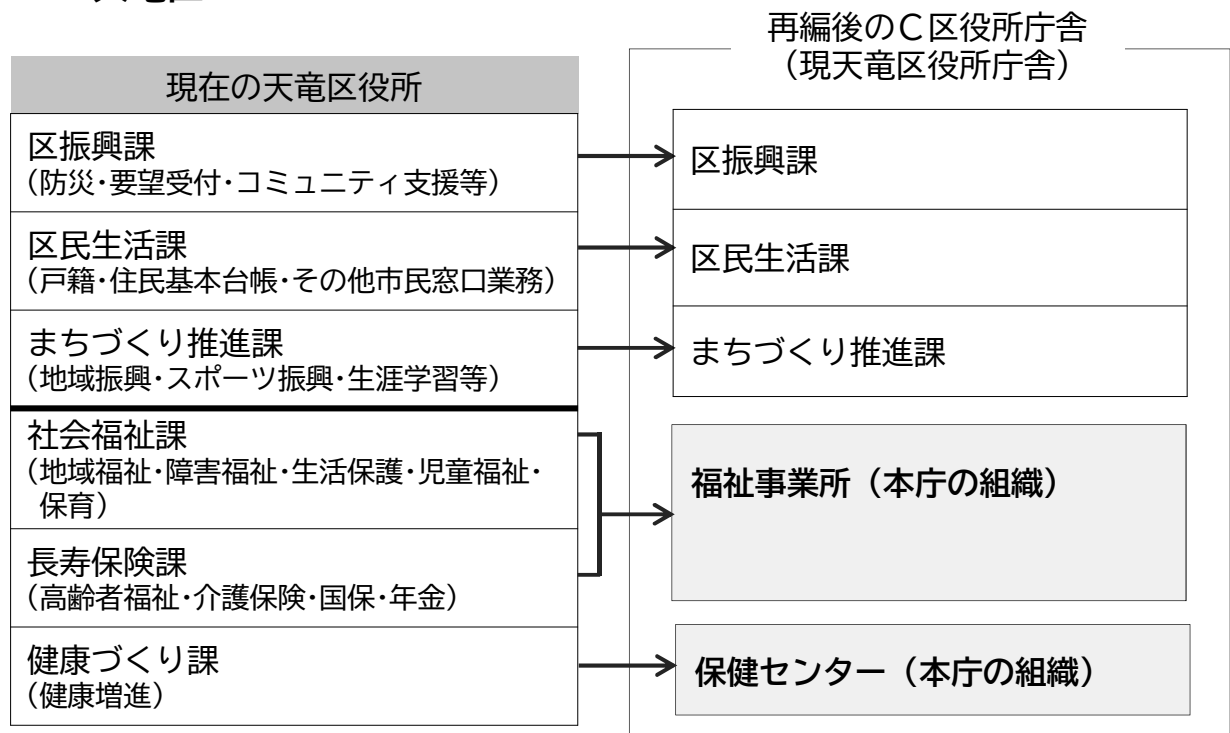 再編後のC区役所庁舎
（現天竜区役所庁舎）
現在の天竜区役所
区振興課
（防災・要望受付・コミュニティ支援等）
区民生活課
（戸籍・住民基本台帳・その他市民窓口業務）
まちづくり推進課
（地域振興・スポーツ振興・生涯学習等）
社会福祉課
（地域福祉・障害福祉・生活保護・児童福祉・
保育）
長寿保険課
（高齢者福祉・介護保険・国保・年金）
健康づくり課
（健康増進）
区振興課
区民生活課
まちづくり推進課
福祉事業所（本庁の組織）
保健センター（本庁の組織）